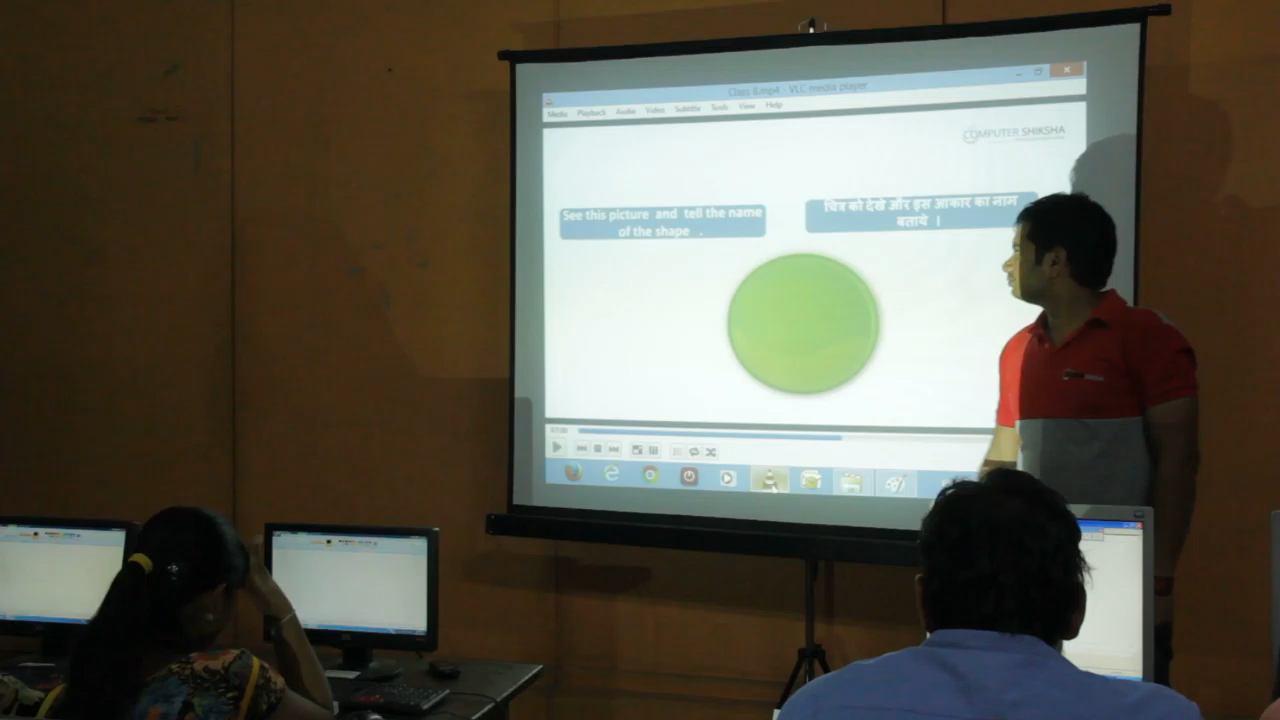 Class 8.mp4 - VLC media player
Media Playback Audio Video Subtitle Tools View Help
COMPUTER SHIKSHA
See this picture and tell the name
of the shape .
चित्र को देखे और इस आकार का नाम
बताये ।